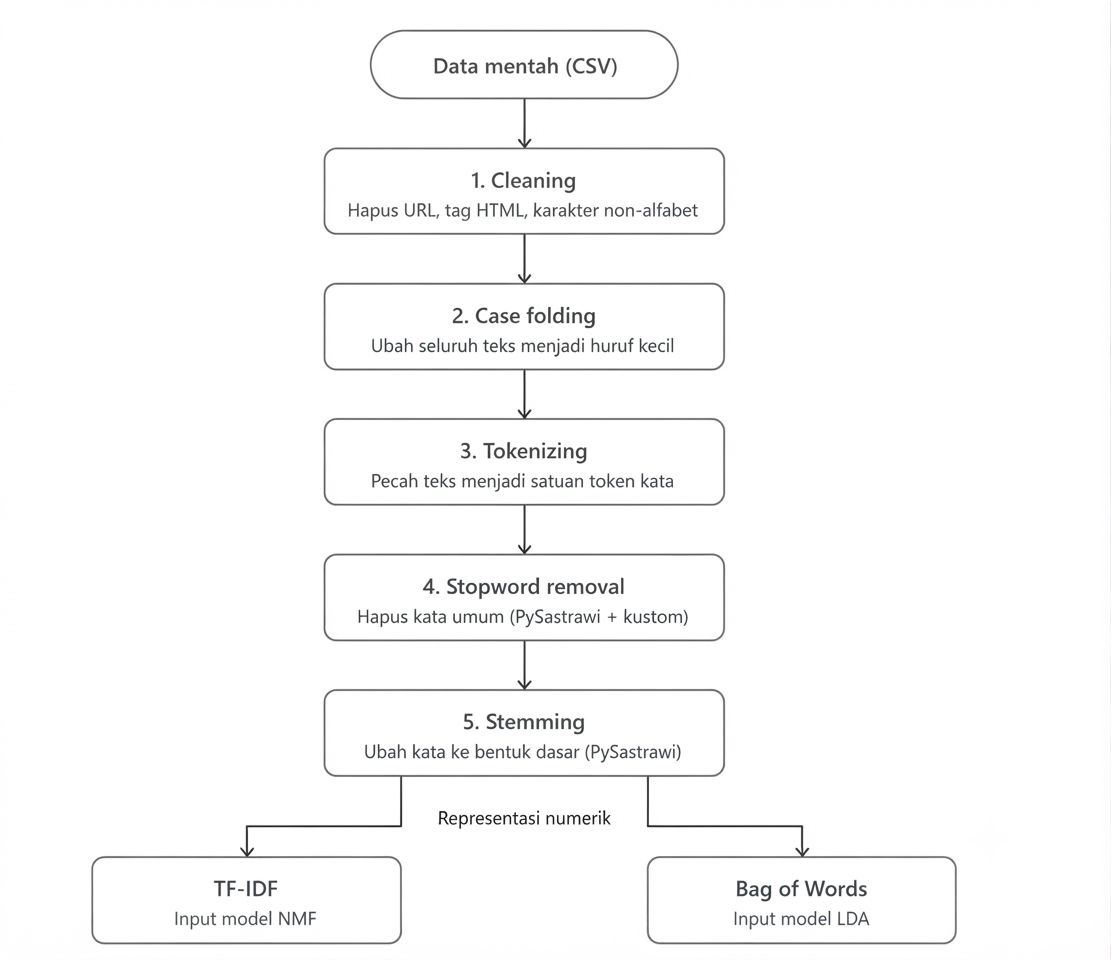 Data mentah (CSV)
1. Cleaning
Hapus URL, tag HTML, karakter non-alfabet
2. Case folding
Ubah seluruh teks menjadi huruf kecil
3. Tokenizing
Pecah teks menjadi satuan token kata
4. Stopword removal
Hapus kata umum (PySastrawi + kustom)
5. Stemming
Ubah kata ke bentuk dasar (PySastrawi)
Representasi numerik
TF-IDF
Input model NMF
Bag of Words
Input model LDA